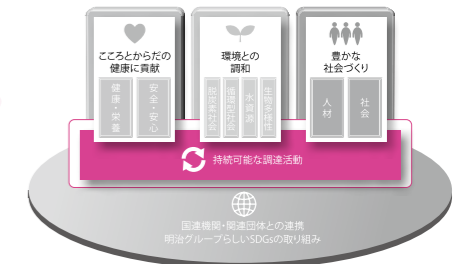 こころとからだの
健康に貢献
環境との
調和
豊かな
社会づくり
健康・栄養
安全・安心
脱炭素社会
循環型社会
水資源
生物多様性
人材
社会
持続可能な調達活動
国連機関・関連団体との連携
明治グループらしいSDGsの取り組み